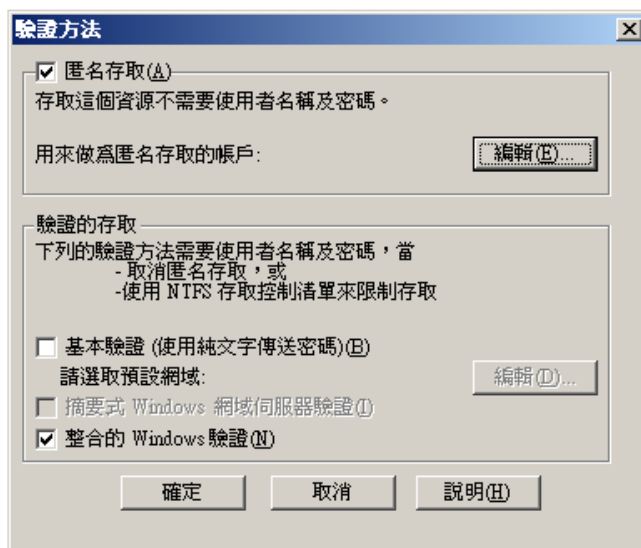 驗證方法
匿名存取(A)
存取這個資源不需要使用者名稱及密碼。
用來做為匿名存取的帳戶: 編輯(E)...
驗證的存取
下列的驗證方法需要使用者名稱及密碼，當
- 取消匿名存取，或
-使用 NTFS 存取控制清單來限制存取
基本驗證 (使用純文字傳送密碼)(B)
請選取預設網域: 編輯(D)...
摘要式 Windows 網域伺服器驗證(I)
整合的 Windows 驗證(N)
確定 取消 說明(H)